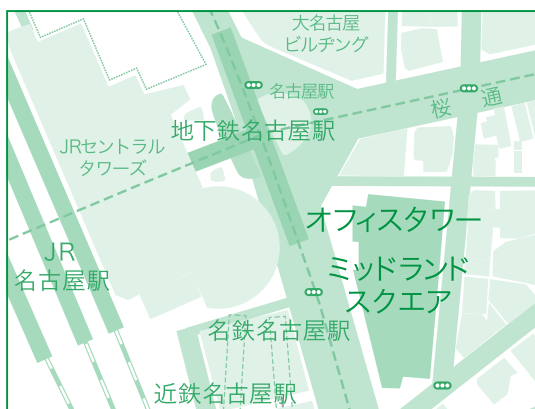 大名古屋
ビルヂング
名古屋駅
桜通
地下鉄名古屋駅
JRセントラル
タワーズ
オフィスタワー
JR
名古屋駅
ミッドランド
スクエア
名鉄名古屋駅
近鉄名古屋駅